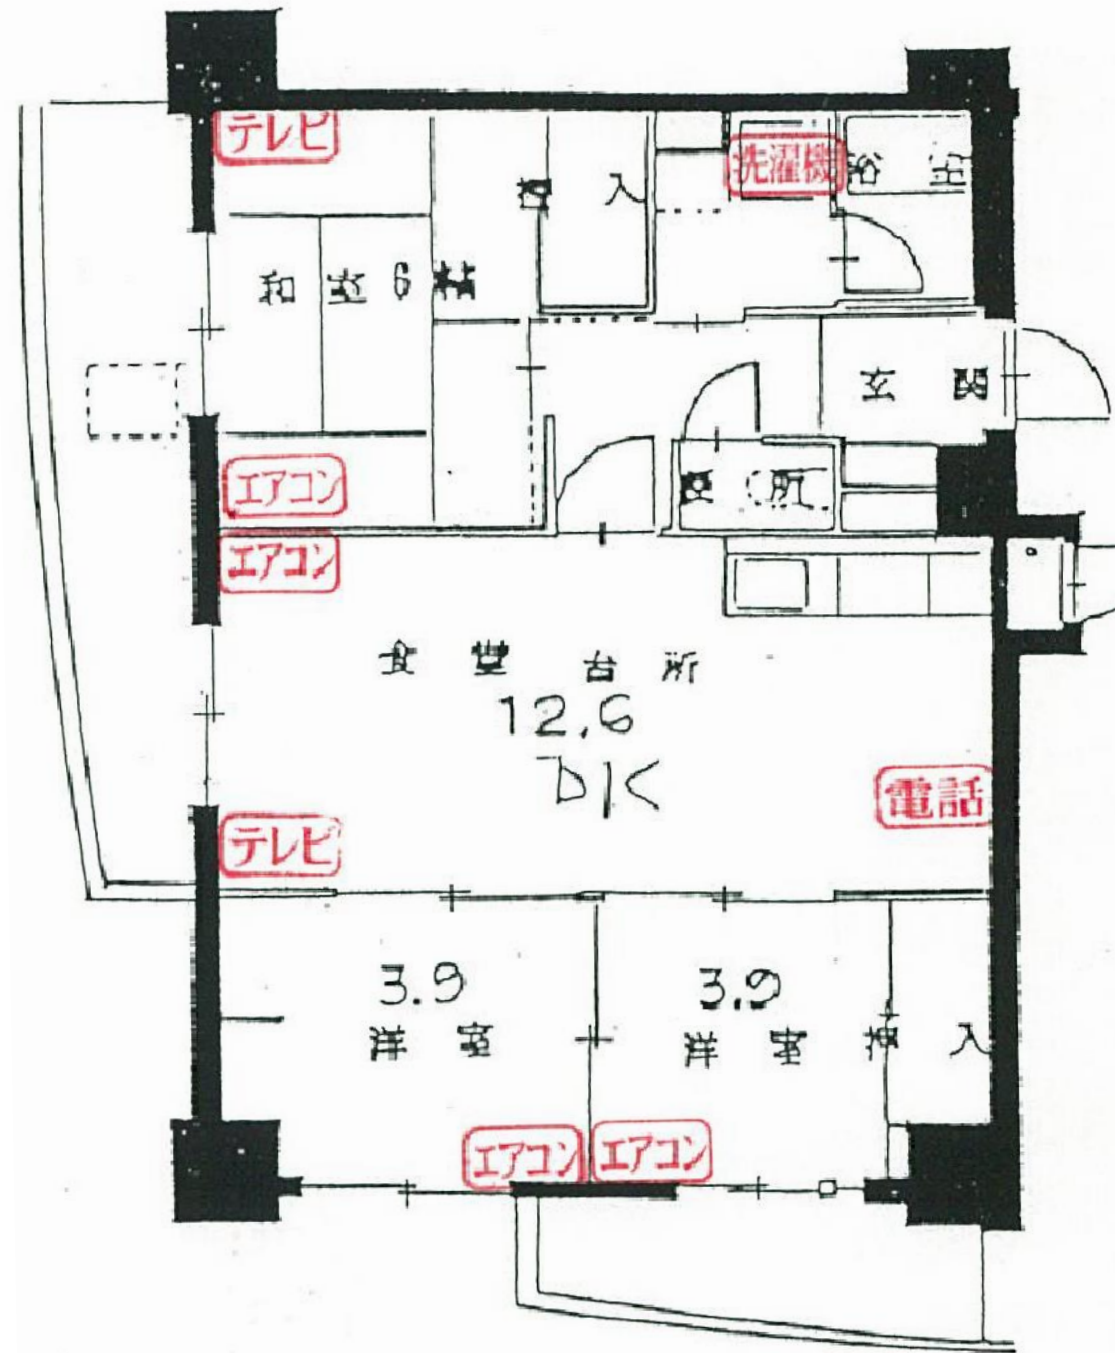 テレビ
洗濯機
浴室
押入
和室6帖
玄関
エアコン
便所
エアコン
食堂台所
12.6
DK
電話
テレビ
3.9
洋室
3.9
洋室
押入
エアコン
エアコン